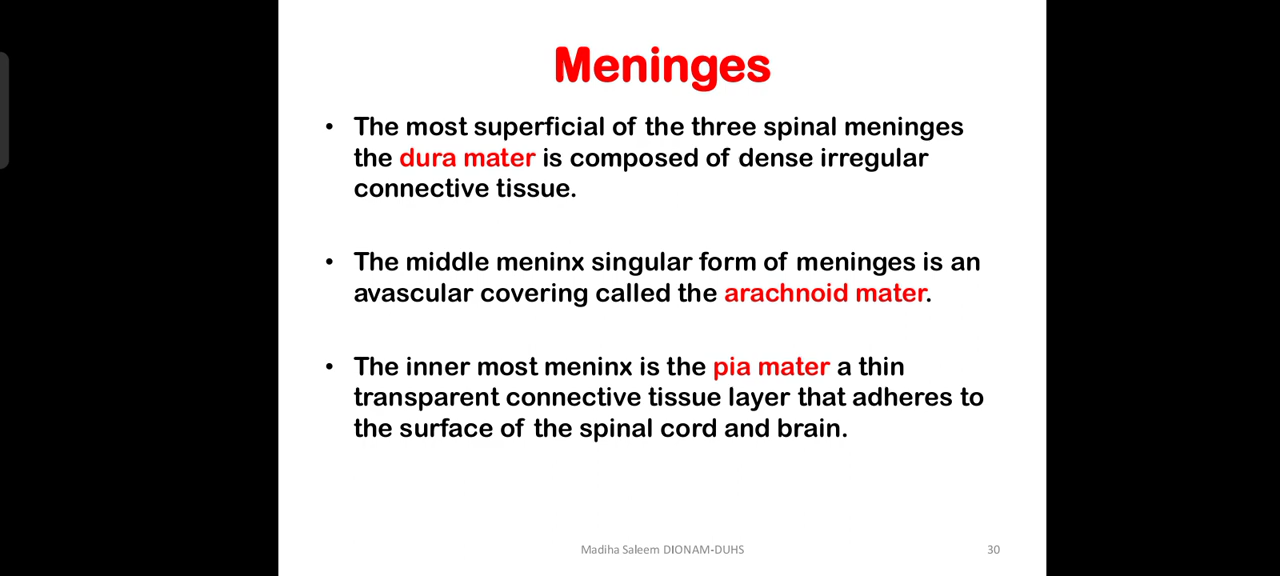 Meninges
• The most superficial of the three spinal meninges
the dura mater is composed of dense irregular
connective tissue.
• The middle meninx singular form of meninges is an
avascular covering called the arachnoid mater.
• The inner most meninx is the pia mater a thin
transparent connective tissue layer that adheres to
the surface of the spinal cord and brain.
Madiha Saleem DIONAM-DUHS
30